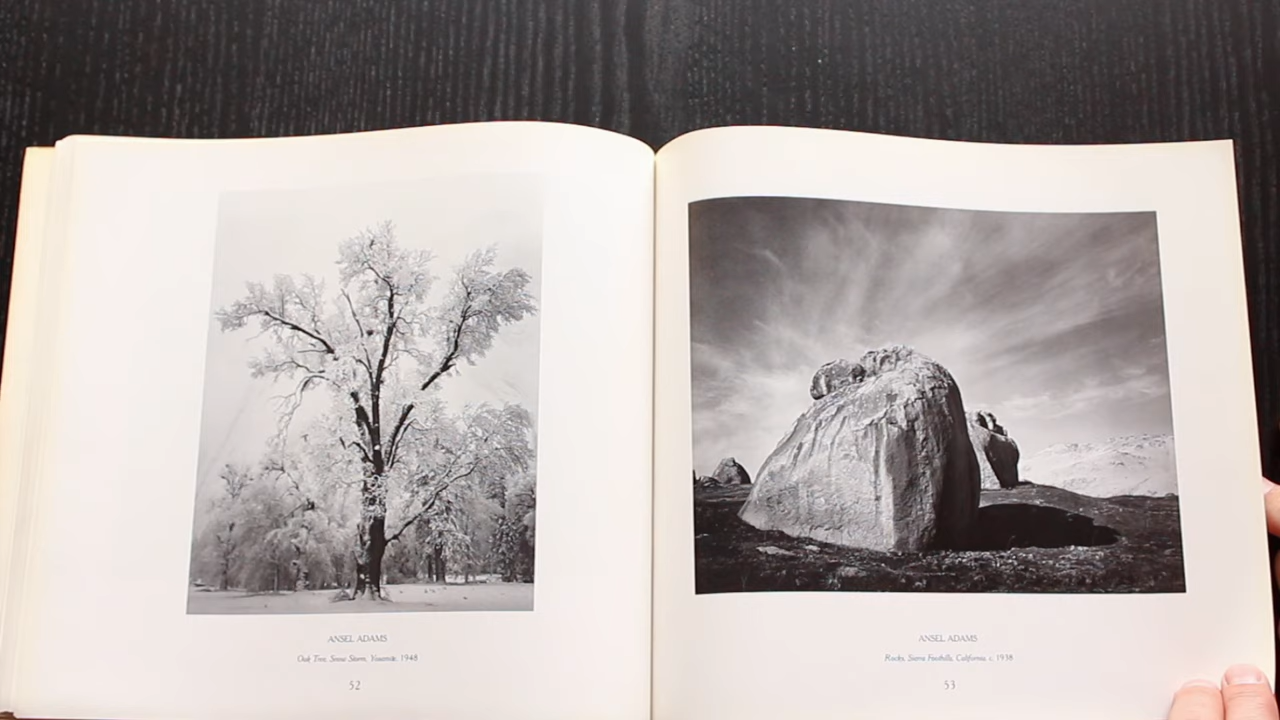 ANSEL ADAMS
Oak Tree, Snow Storm, Yosemite, 1948
52
ANSEL ADAMS
Rocks, Sierra Foothills, California, c. 1938
53